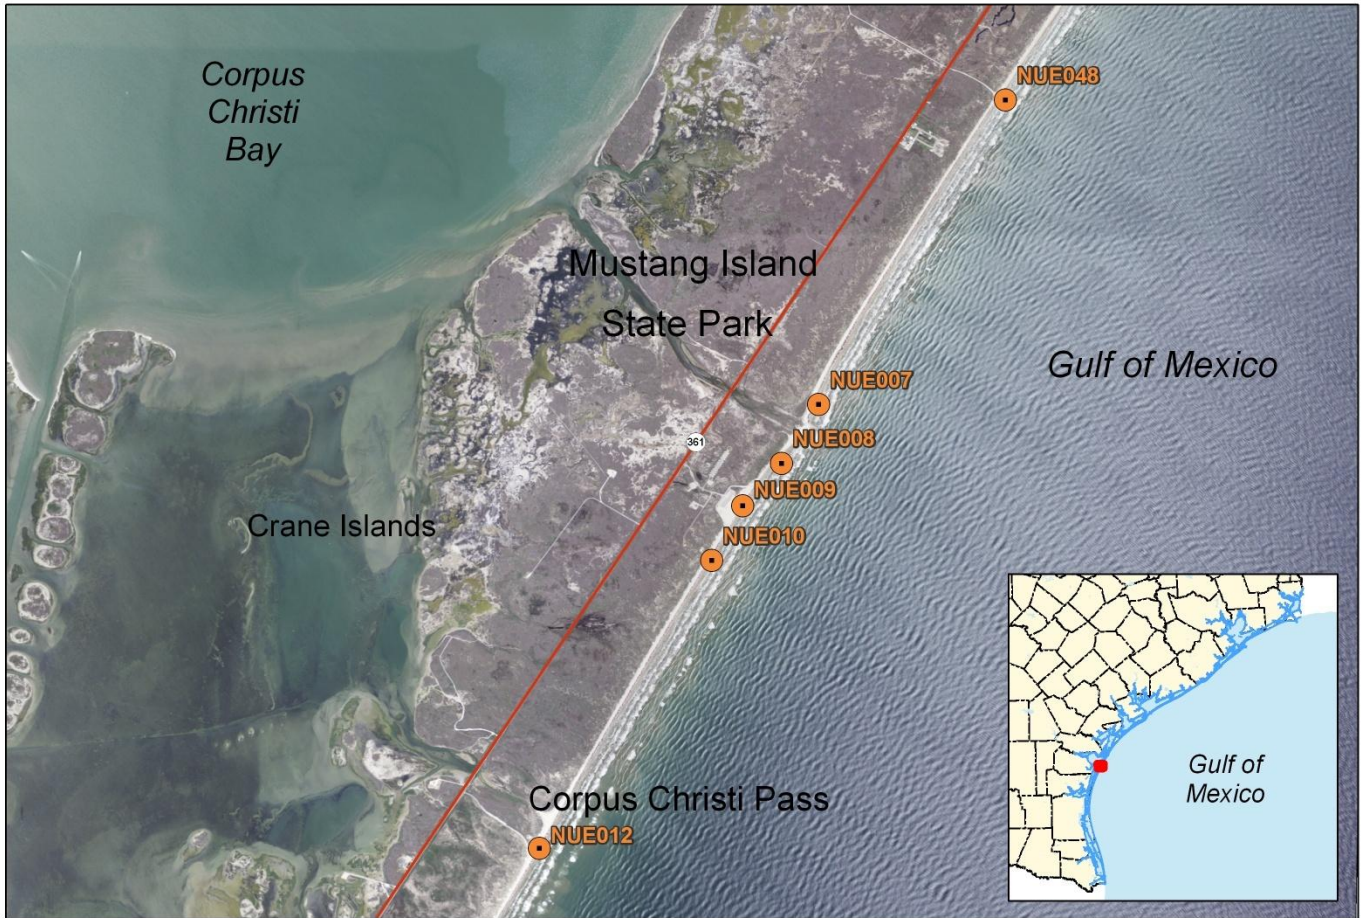 Corpus
Christi
Bay
NUE048
Mustang Island
State Park
Gulf of Mexico
NUE007
NUE008
361
NUE009
Crane Islands
NUE010
Corpus Christi Pass
NUE012
Gulf of
Mexico